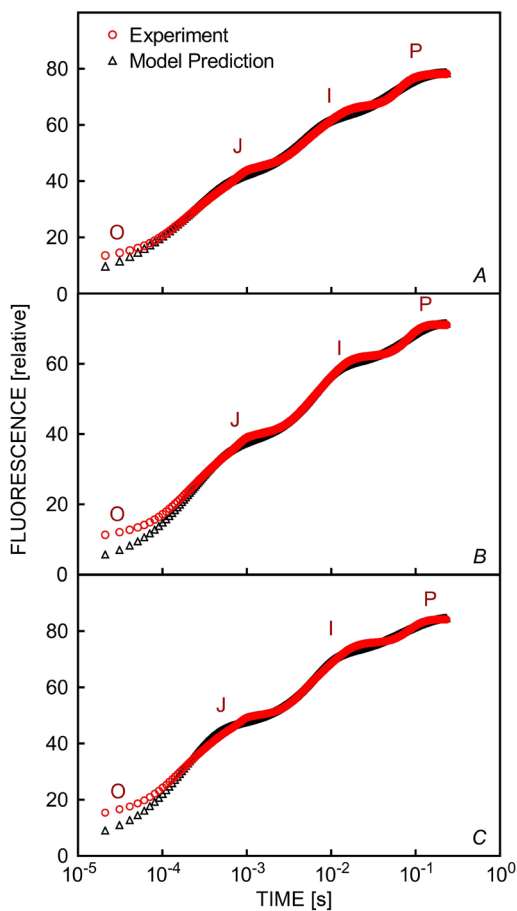 Experiment
Model Prediction
P
I
J
O
A
80
60
40
20
0
P
I
J
O
B
60
40
20
0
P
I
J
O
C
80
60
40
20
0
FLUORESCENCE [relative]
10⁻⁵ 10⁻⁴ 10⁻³ 10⁻² 10⁻¹ 10⁰
TIME [s]